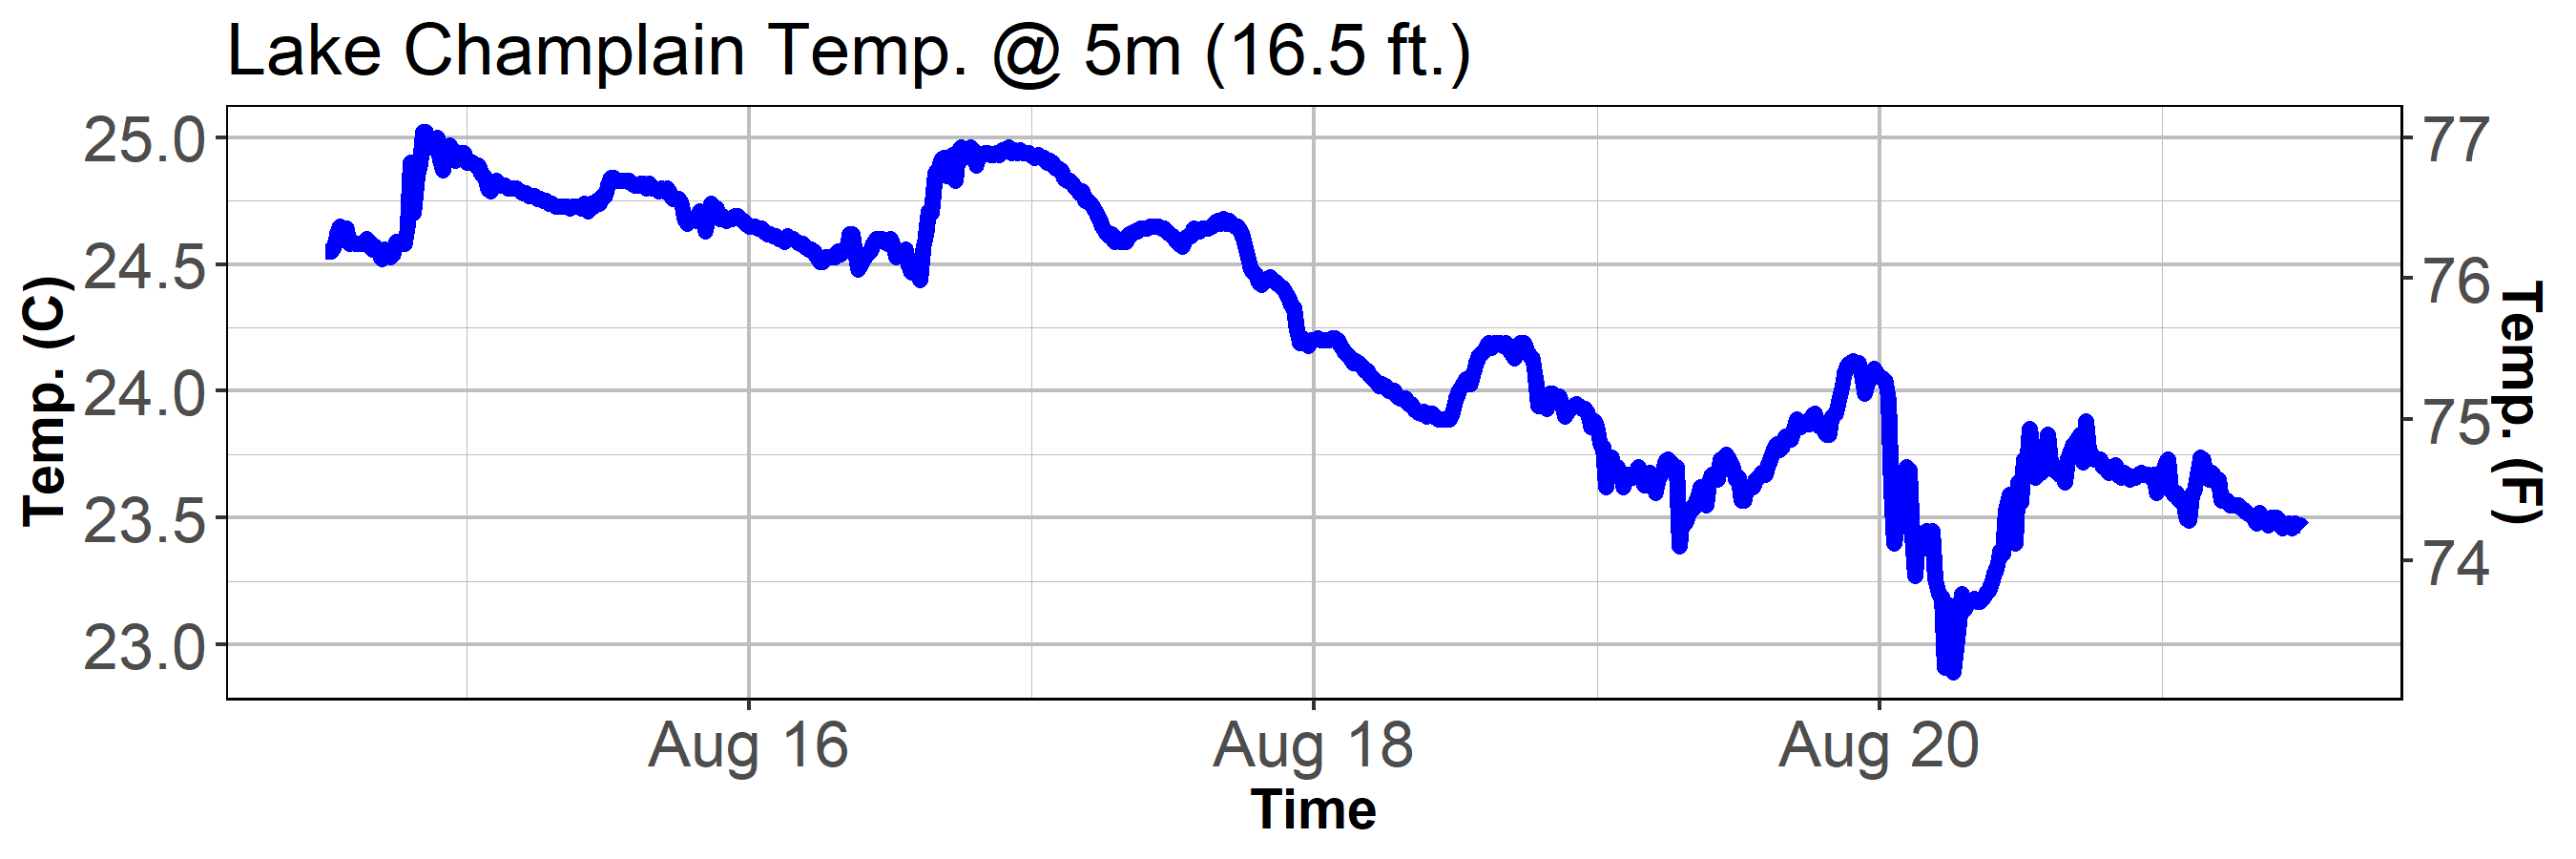 Lake Champlain Temp. @ 5m (16.5 ft.)
Temp. (C)
25.0
24.5
24.0
23.5
23.0
77
76
75
74
Temp. (F)
Aug 16 Aug 18 Aug 20
Time